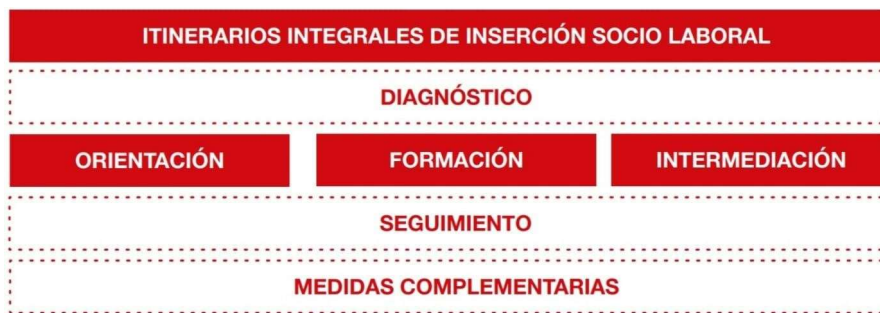 ITINERARIOS INTEGRALES DE INSERCIÓN SOCIO LABORAL
DIAGNÓSTICO
ORIENTACIÓN
FORMACIÓN
INTERMEDIACIÓN
SEGUIMIENTO
MEDIDAS COMPLEMENTARIAS